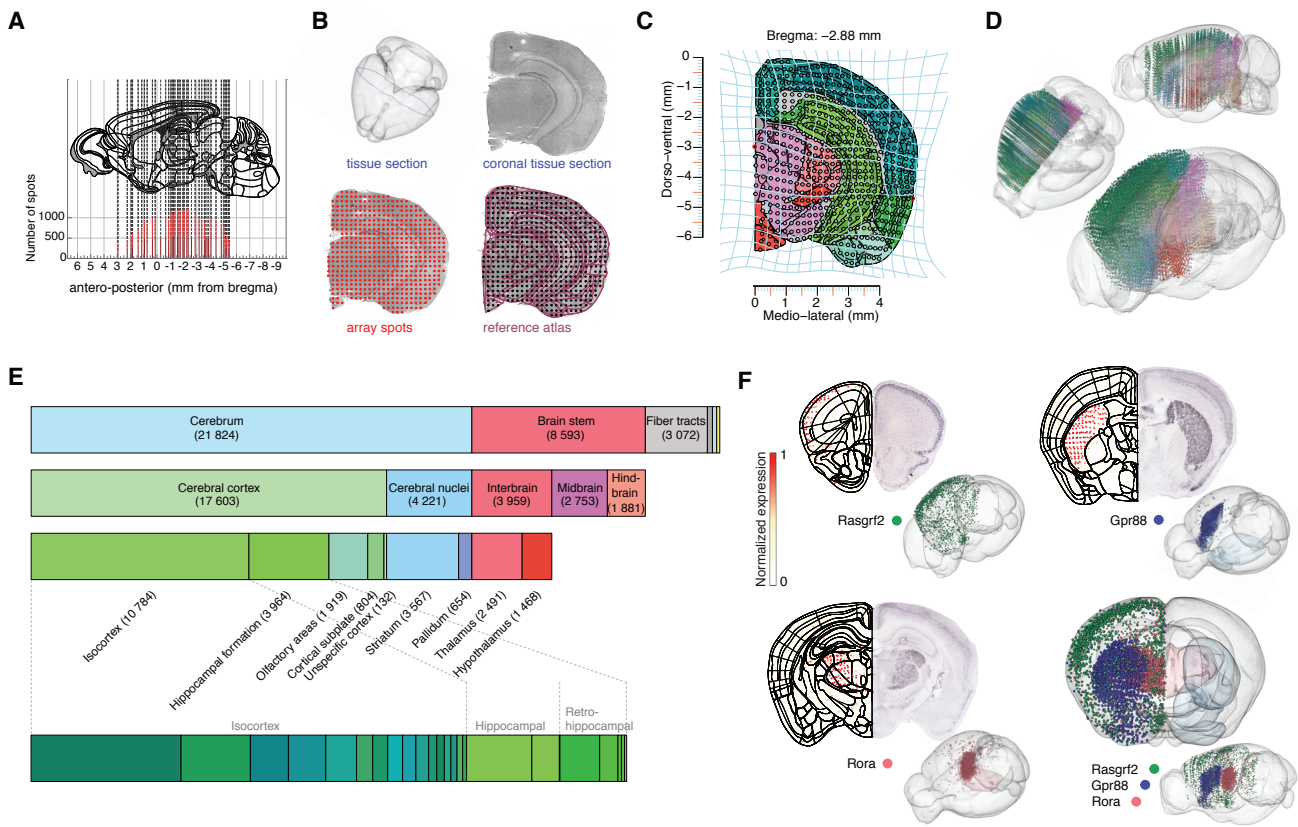 A
Number of spots
1000
500
0
6 5 4 3 2 1 0 -1 -2 -3 -4 -5 -6 -7 -8 -9
antero-posterior (mm from bregma)
B
tissue section
coronal tissue section
array spots
reference atlas
C
Bregma: −2.88 mm
Dorso−ventral (mm)
0
−1
−2
−3
−4
−5
−6
0 1 2 3 4
Medio−lateral (mm)
D
E
Cerebrum
(21 824)
Brain stem
(8 593)
Fiber tracts
(3 072)
Cerebral cortex
(17 603)
Cerebral nuclei
(4 221)
Interbrain
(3 959)
Midbrain
(2 753)
Hind-
brain
(1 881)
Isocortex (10 784)
Hippocampal formation (3 964)
Olfactory areas (1 919)
Cortical subplate (804)
Unspecific cortex (132)
Striatum (3 567)
Pallidum (654)
Thalamus (2 491)
Hypothalamus (1 468)
Isocortex
Hippocampal
Retro-
hippocampal
F
Normalized expression
1
0
Rasgrf2
Gpr88
Rora
Rasgrf2
Gpr88
Rora